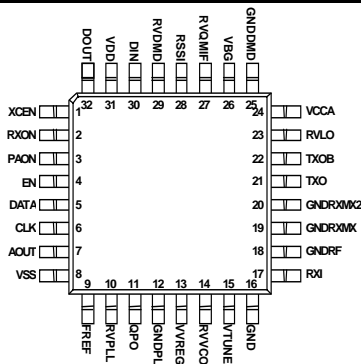 DOUT VDD DIN RVDMD RSSI RVQMIF VBG GNDDMD
32 31 30 29 28 27 26 25
XCEN 1 24 VCCA
RXON 2 23 RVLO
PAON 3 22 TXOB
EN 4 21 TXO
DATA 5 20 GNDRXMX2
CLK 6 19 GNDRXMX
AOUT 7 18 GNDRF
VSS 8 17 RXI
9 10 11 12 13 14 15 16
FREF RVPLL QPO GNDPL VVREG RVVCO VTUNE GND